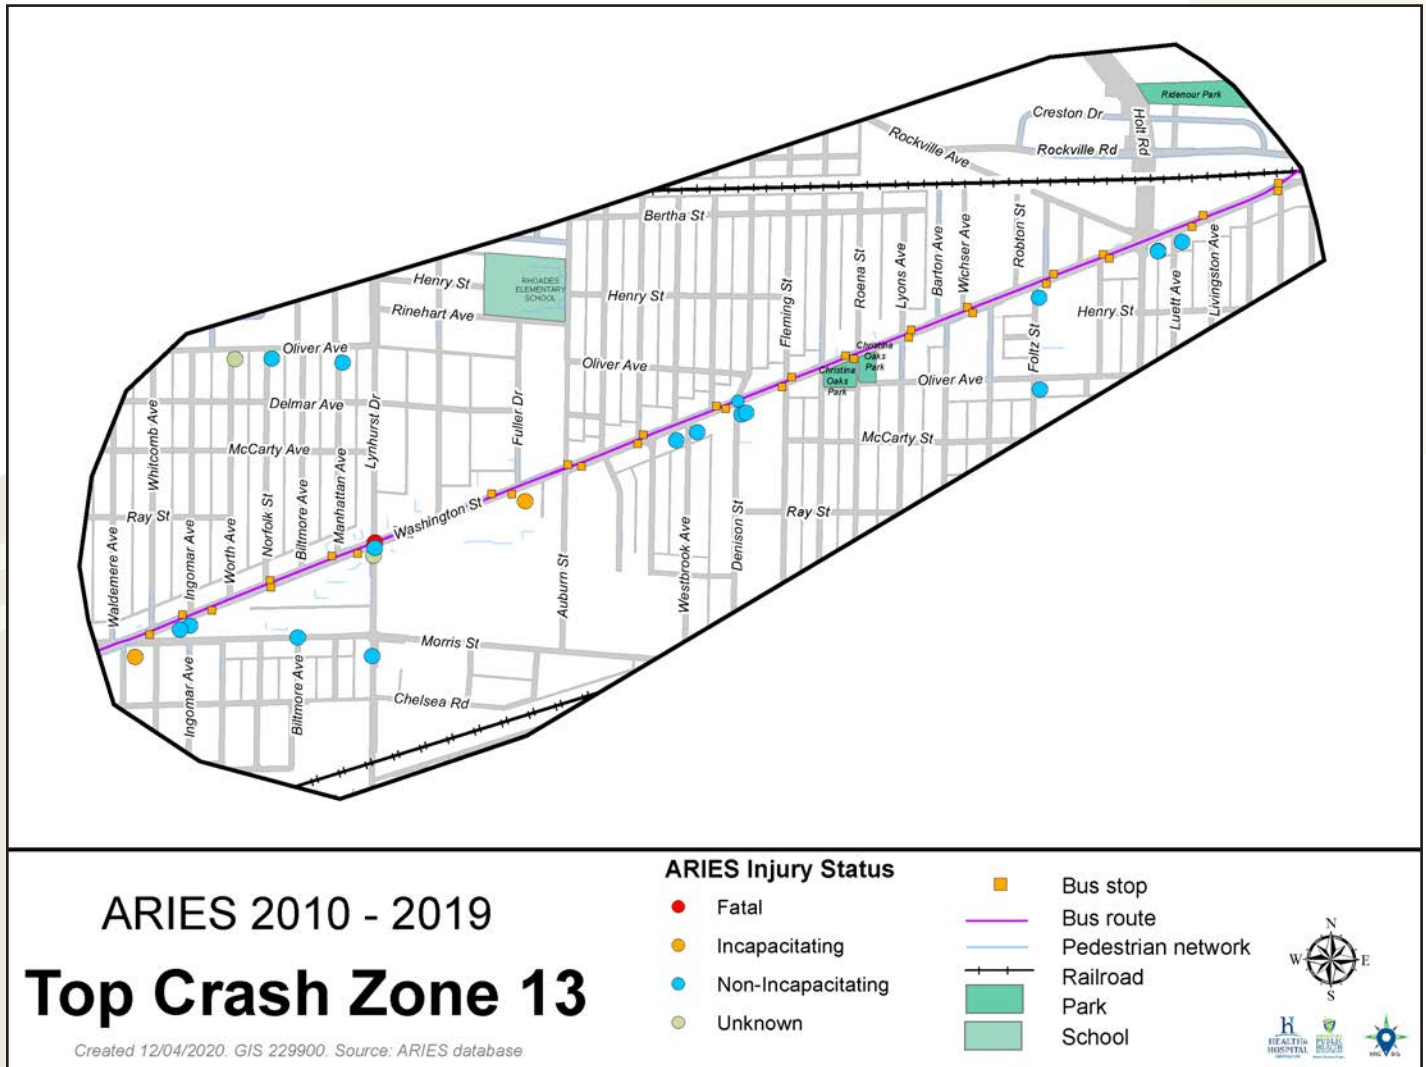 Ridenour Park
Creston Dr
Holt Rd
Rockville Ave
Rockville Rd
Bertha St
Robton St
Wichser Ave
Barton Ave
Lyons Ave
Roena St
Fleming St
Luett Ave
Livingston Ave
Henry St
RHOADES
ELEMENTARY
SCHOOL
Henry St
Rinehart Ave
Henry St
Foltz St
Oliver Ave
Oliver Ave
Christina
Oaks
Park
Christina
Oaks
Park
Oliver Ave
Delmar Ave
Whitcomb Ave
Lynhurst Dr
Fuller Dr
McCarty Ave
McCarty St
Manhattan Ave
Biltmore Ave
Norfolk St
Worth Ave
Ingomar Ave
Waldemere Ave
Ray St
Washington St
Ray St
Denison St
Westbrook Ave
Auburn St
Morris St
Ingomar Ave
Biltmore Ave
Chelsea Rd
ARIES 2010 - 2019
Top Crash Zone 13
Created 12/04/2020. GIS 229900. Source: ARIES database
ARIES Injury Status
Fatal
Incapacitating
Non-Incapacitating
Unknown
Bus stop
Bus route
Pedestrian network
Railroad
Park
School
N
W
E
S
HEALTH&
HOSPITAL
PUBLIC
HEALTH